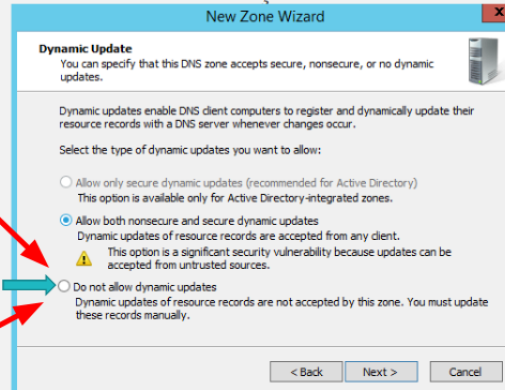 New Zone Wizard
x
Dynamic Update
You can specify that this DNS zone accepts secure, nonsecure, or no dynamic
updates.
Dynamic updates enable DNS client computers to register and dynamically update their
resource records with a DNS server whenever changes occur.
Select the type of dynamic updates you want to allow:
Allow only secure dynamic updates (recommended for Active Directory)
This option is available only for Active Directory-integrated zones.
Allow both nonsecure and secure dynamic updates
Dynamic updates of resource records are accepted from any client.
This option is a significant security vulnerability because updates can be
accepted from untrusted sources.
Do not allow dynamic updates
Dynamic updates of resource records are not accepted by this zone. You must update
these records manually.
< Back Next > Cancel